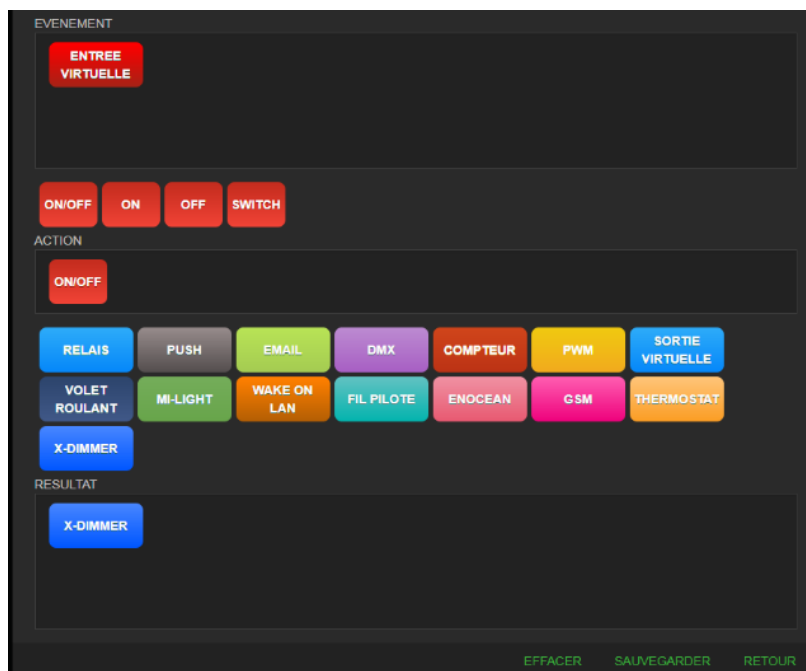 EVENEMENT
ENTREE
VIRTUELLE
ON/OFF ON OFF SWITCH
ACTION
ON/OFF
RELAIS PUSH EMAIL DMX COMPTEUR PWM SORTIE VIRTUELLE
VOLET ROULANT MI-LIGHT WAKE ON LAN FIL PILOTE ENOCEAN GSM THERMOSTAT
X-DIMMER
RESULTAT
X-DIMMER
EFFACER SAUVEGARDER RETOUR